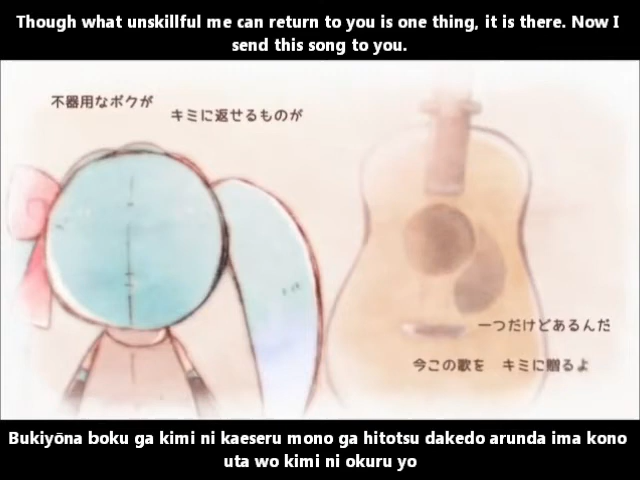 Though what unskillful me can return to you is one thing, it is there. Now I
send this song to you.
不器用なボクが
キミに返せるものが
一つだけどあるんだ
今この歌を　キミに贈るよ
Bukiyōna boku ga kimi ni kaeseru mono ga hitotsu dakedo arunda ima kono
uta wo kimi ni okuru yo